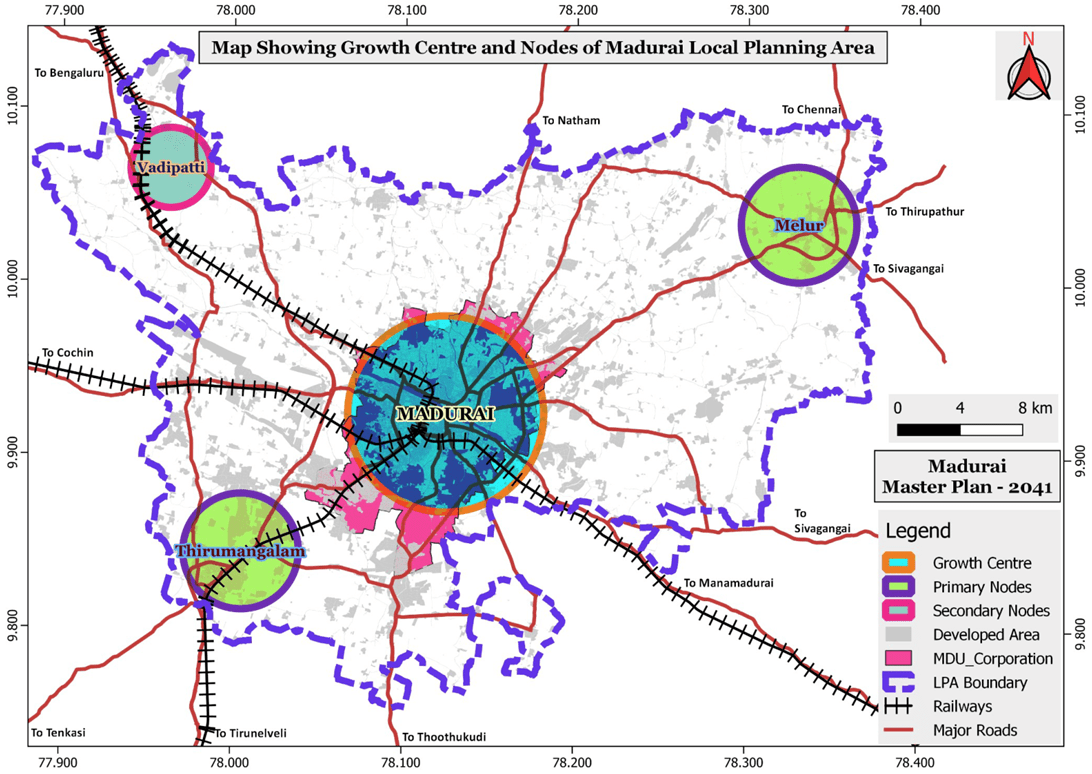 77.900 78.000 78.100 78.200 78.300 78.400
Map Showing Growth Centre and Nodes of Madurai Local Planning Area
N
To Bengaluru
10.100
10.100
To Natham
To Chennai
Vadipatti
Melur
To Thirupathur
To Sivagangai
10.000
10.000
To Cochin
MADURAI
0 4 8 km
9.900
9.900
Madurai
Master Plan - 2041
To
Sivagangai
Thirumangalam
To Manamadurai
9.800
9.800
Legend
Growth Centre
Primary Nodes
Secondary Nodes
Developed Area
MDU_Corporation
LPA Boundary
Railways
Major Roads
To Tenkasi
To Tirunelveli
To Thoothukudi
77.900 78.000 78.100 78.200 78.300 78.400